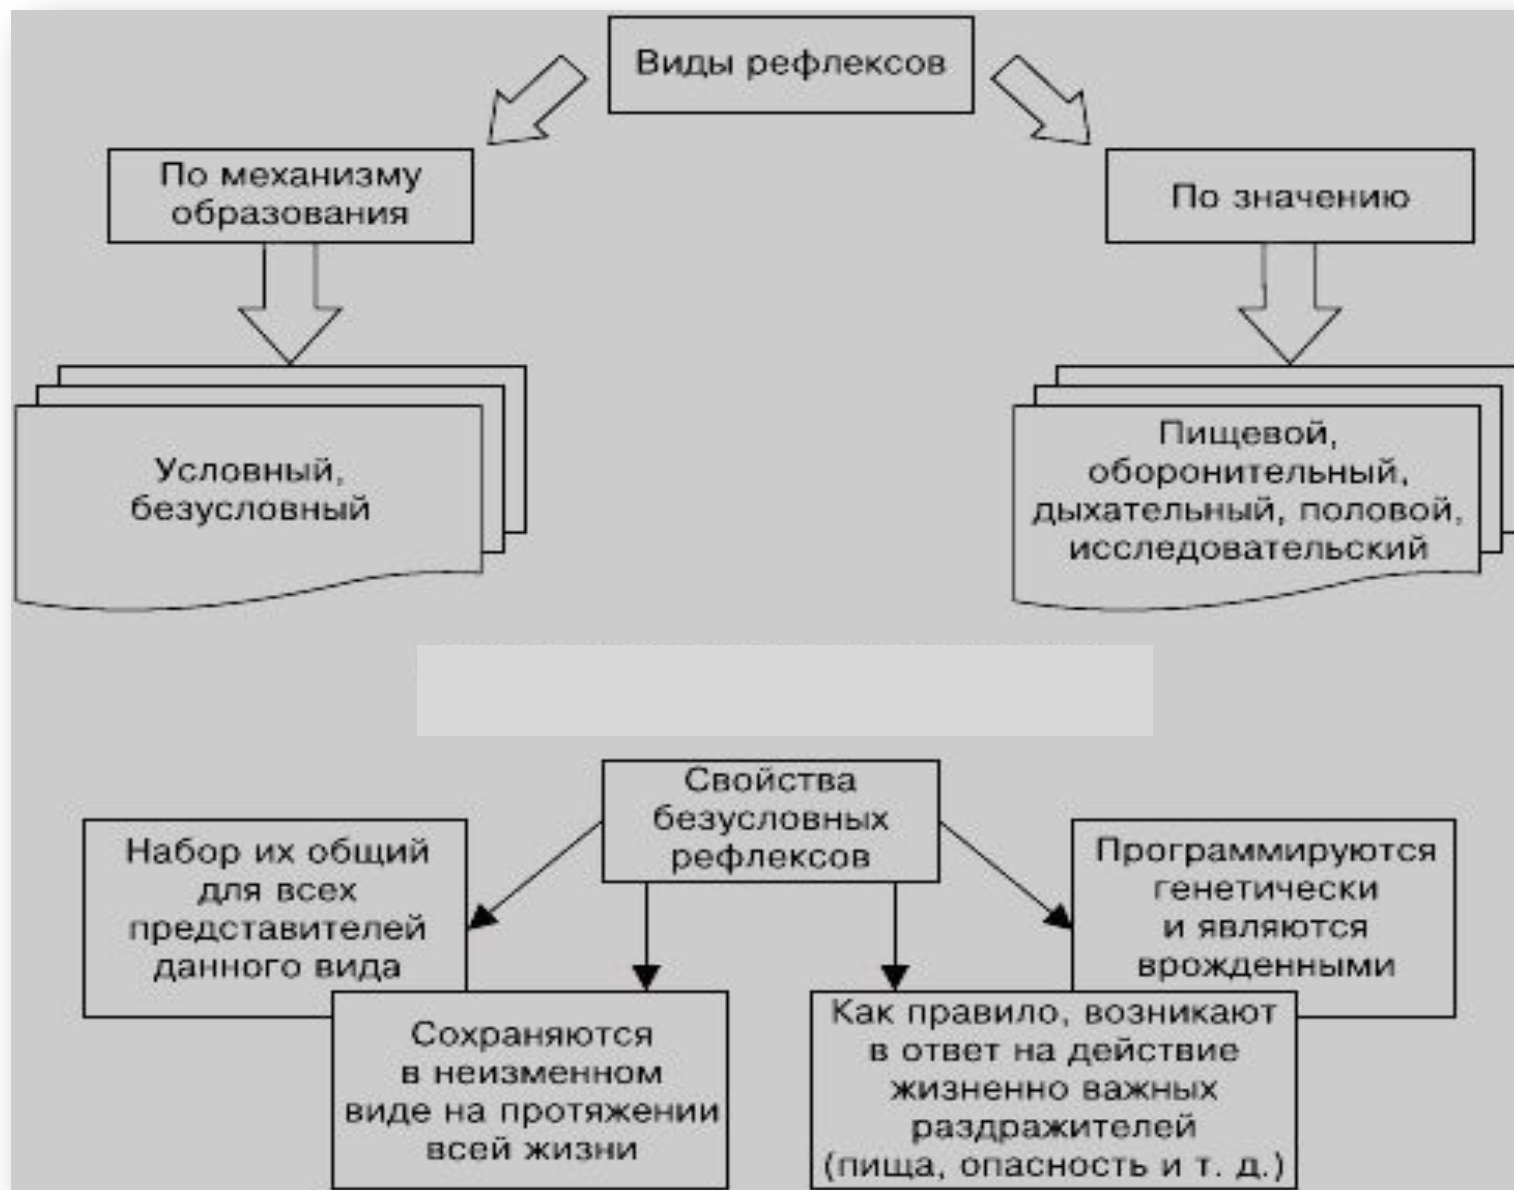 Виды рефлексов
По механизму
образования
По значению
Условный,
безусловный
Пищевой,
оборонительный,
дыхательный, половой,
исследовательский
Свойства
безусловных
рефлексов
Набор их общий
для всех
представителей
данного вида
Сохраняются
в неизменном
виде на протяжении
всей жизни
Как правило, возникают
в ответ на действие
жизненно важных
раздражителей
(пища, опасность и т. д.)
Программируются
генетически
и являются
врожденными